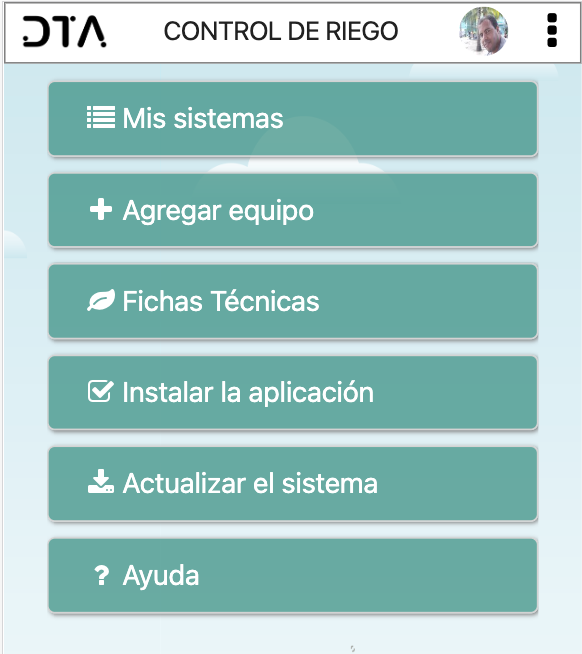 DTA
CONTROL DE RIEGO
Mis sistemas
Agregar equipo
Fichas Técnicas
Instalar la aplicación
Actualizar el sistema
? Ayuda